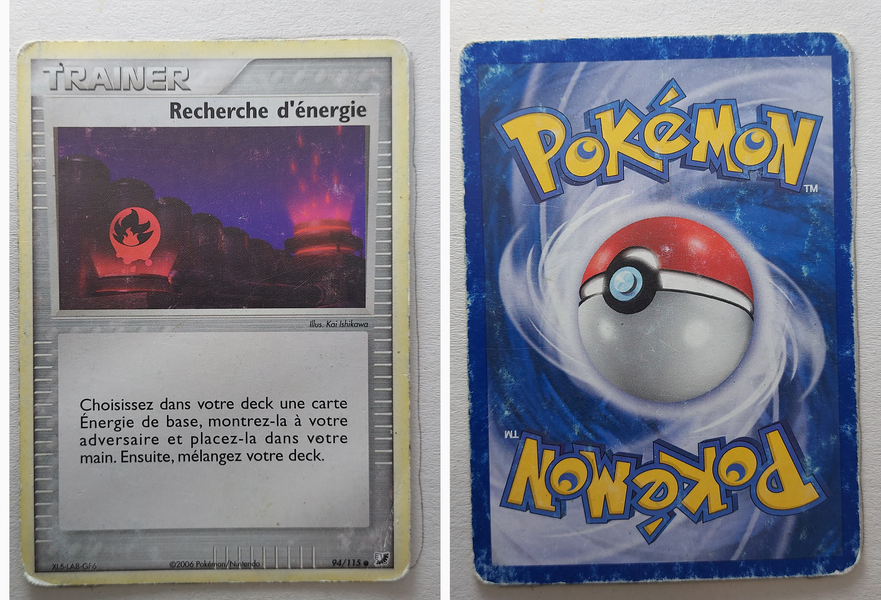 TRAINER
Recherche d'énergie
Illus. Kai Ishikawa
Choisissez dans votre deck une carte
Énergie de base, montrez-la à votre
adversaire et placez-la dans votre
main. Ensuite, mélangez votre deck.
©2006 Pokémon/Nintendo
94/115
POKéMON
TM
TM
POKéMON